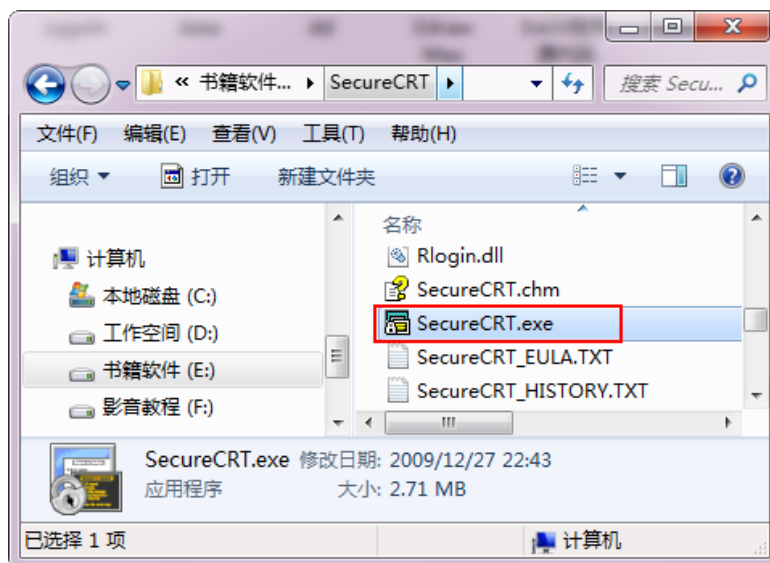 « 书籍软件... SecureCRT 搜索 Secu...
文件(F) 编辑(E) 查看(V) 工具(T) 帮助(H)
组织 打开 新建文件夹
名称
Rlogin.dll
计算机
SecureCRT.chm
本地磁盘 (C:)
SecureCRT.exe
工作空间 (D:)
SecureCRT_EULA.TXT
书籍软件 (E:)
SecureCRT_HISTORY.TXT
影音教程 (F:)
SecureCRT.exe 修改日期: 2009/12/27 22:43
应用程序 大小: 2.71 MB
已选择 1 项 计算机